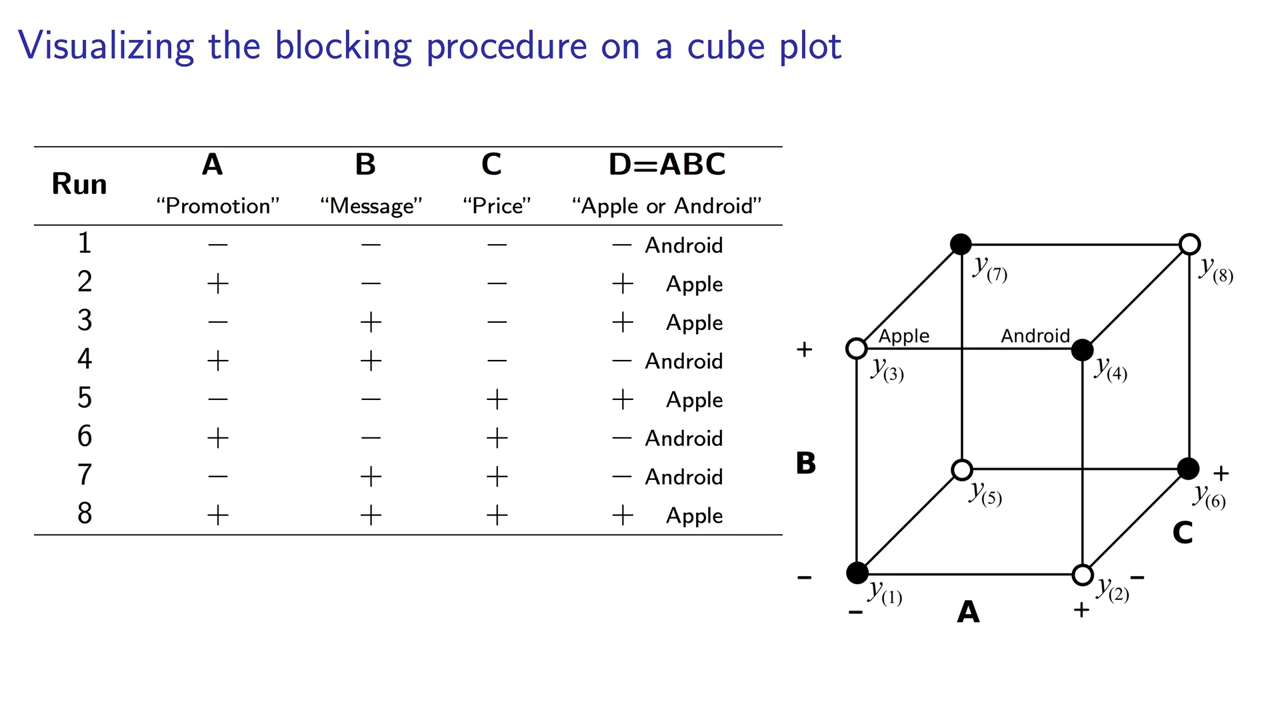 Visualizing the blocking procedure on a cube plot
Run A B C D=ABC
“Promotion” “Message” “Price” “Apple or Android”
1 − − − − Android
2 + − − + Apple
3 − + − + Apple
4 + + − − Android
5 − − + + Apple
6 + − + − Android
7 − + + − Android
8 + + + + Apple
y(7)
y(8)
+ Apple Android
y(3)
y(4)
B
y(5)
+
y(6)
C
− y(1)
y(2) −
− A +